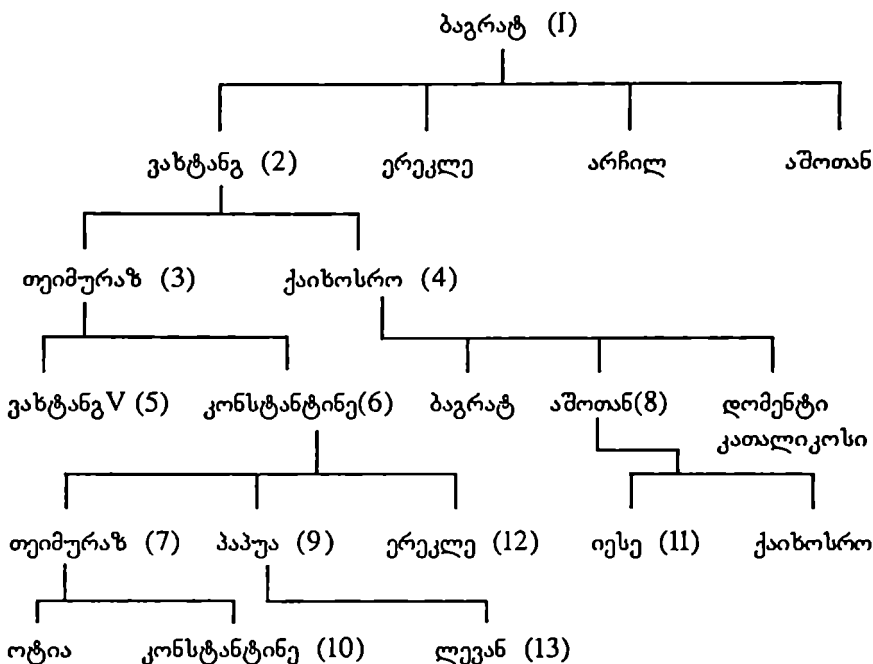 ბაგრატ (I)
ვახტანგ (2) ერეკლე არჩილ აშოთან
თეიმურაზ (3) ქაიხოსრო (4)
ვახტანგ V (5) კონსტანტინე(6) ბაგრატ აშოთან(8) დომენტი
კათალიკოსი
თეიმურაზ (7) პაპუა (9) ერეკლე (12) იესე (11) ქაიხოსრო
ოტია კონსტანტინე (10) ლევან (13)